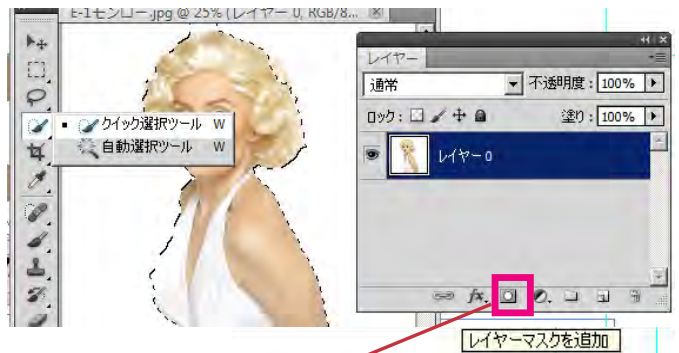 E-1モンロー.jpg @ 25% (レイヤー 0, RGB/8...
クイック選択ツール W
自動選択ツール W
レイヤー
通常 不透明度: 100%
ロック: 塗り: 100%
レイヤー 0
fx.
レイヤーマスクを追加